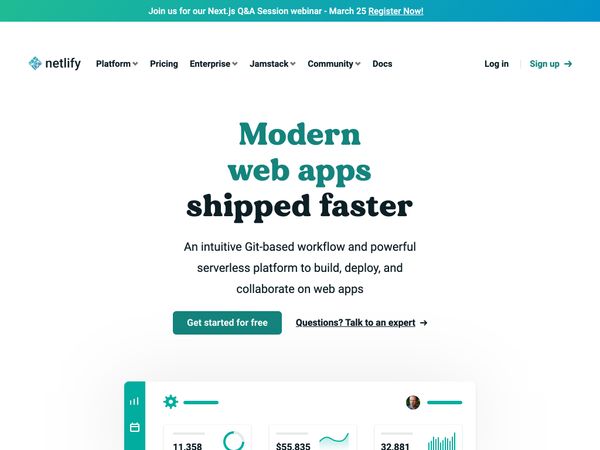 Join us for our Next.js Q&A Session webinar - March 25 Register Now!
netlify Platform Pricing Enterprise Jamstack Community Docs Log in Sign up →
Modern
web apps
shipped faster
An intuitive Git-based workflow and powerful
serverless platform to build, deploy, and
collaborate on web apps
Get started for free Questions? Talk to an expert →
11,358 $55,835 32,881